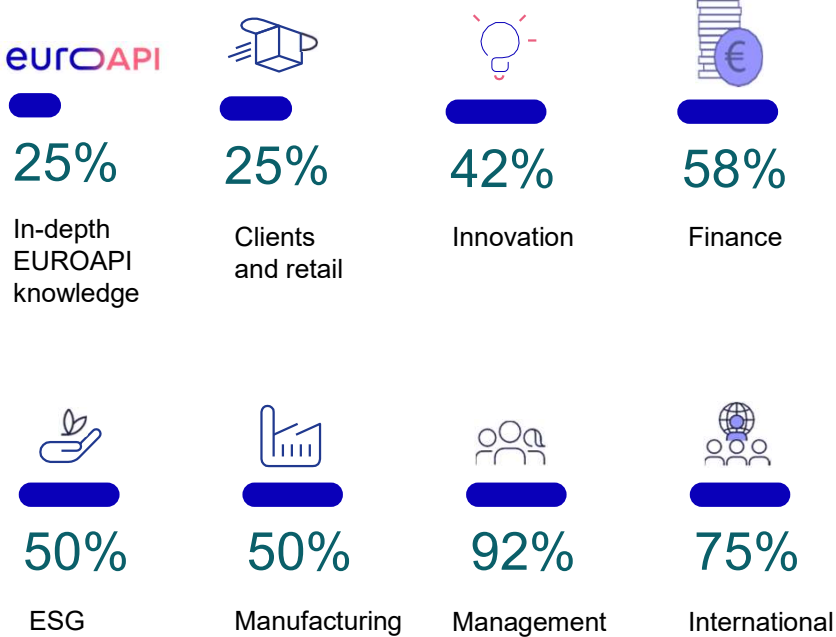 euroAPI
25%
In-depth
EUROAPI
knowledge
25%
Clients
and retail
42%
Innovation
€
58%
Finance
50%
ESG
50%
Manufacturing
92%
Management
75%
International